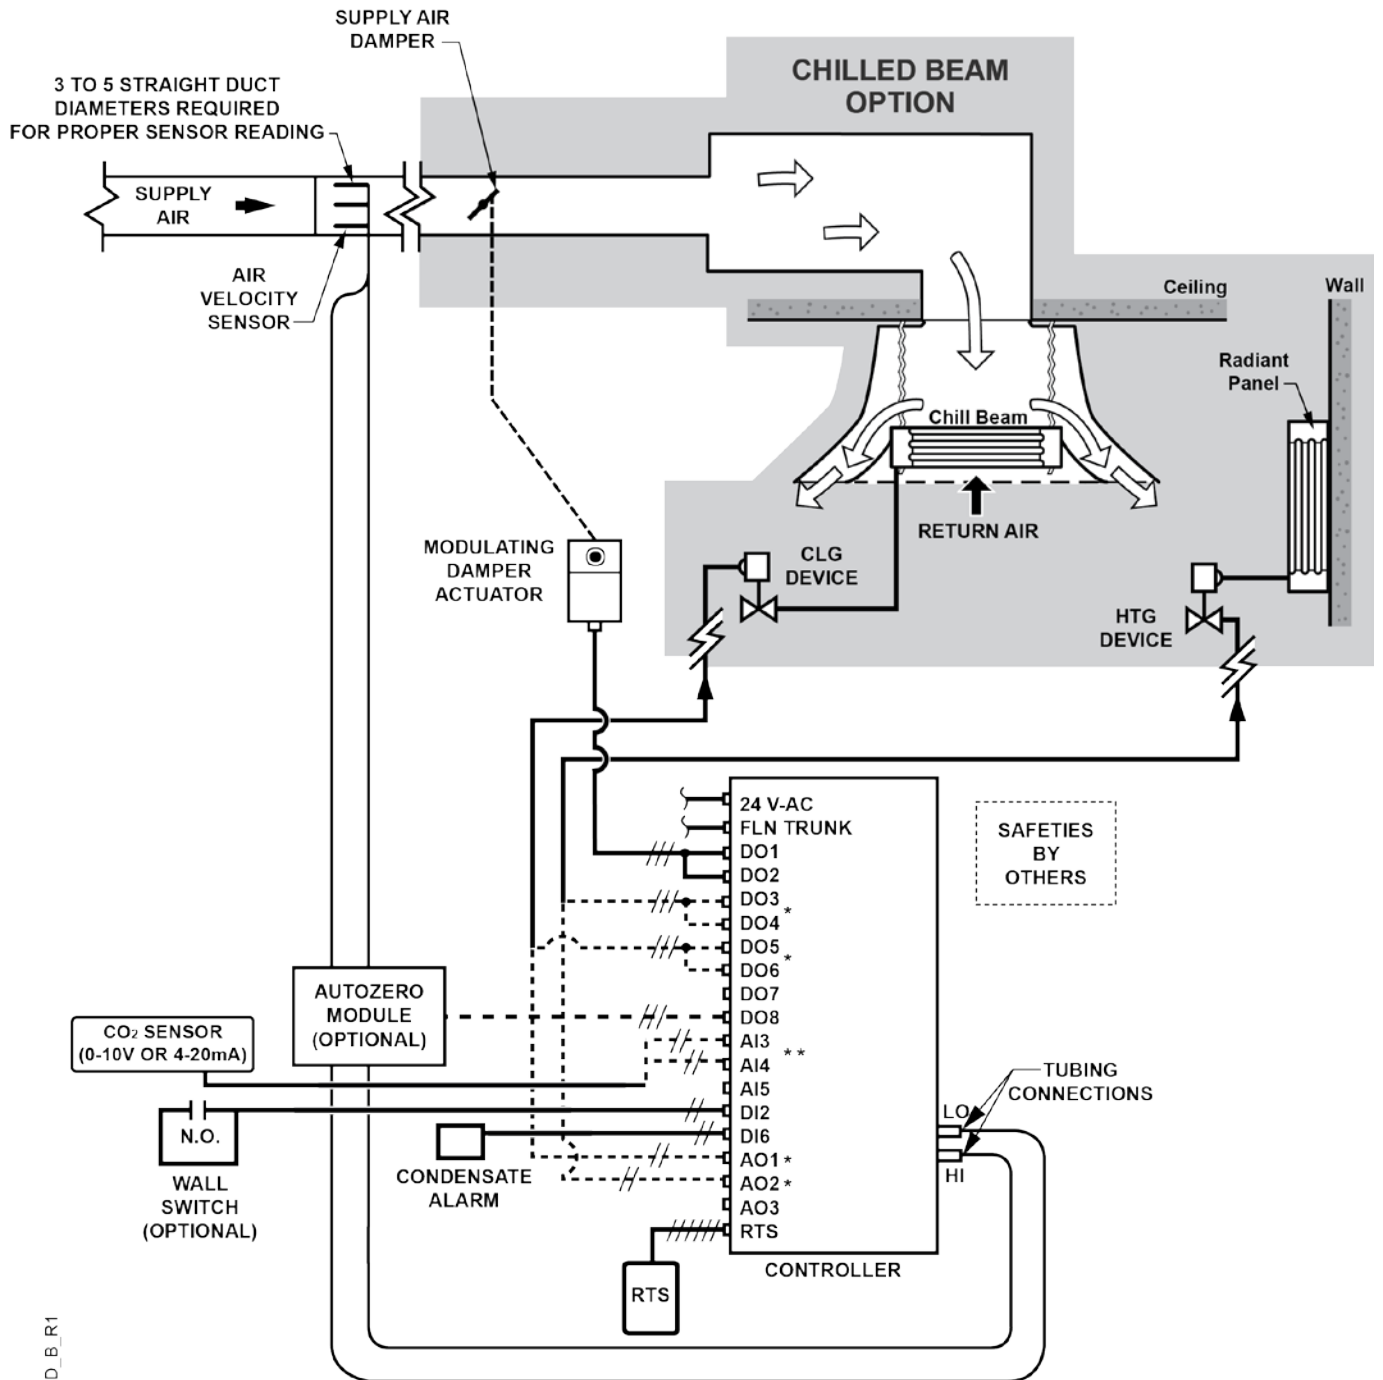 SUPPLY AIR
DAMPER
CHILLED BEAM
OPTION
3 TO 5 STRAIGHT DUCT
DIAMETERS REQUIRED
FOR PROPER SENSOR READING
SUPPLY
AIR
AIR
VELOCITY
SENSOR
Ceiling
Wall
Radiant
Panel
Chill Beam
RETURN AIR
MODULATING
DAMPER
ACTUATOR
CLG
DEVICE
HTG
DEVICE
24 V-AC
FLN TRUNK
DO1
DO2
DO3
*
DO4
DO5
*
DO6
DO7
DO8
AI3
**
AI4
AI5
DI2
DI6
AO1*
AO2*
AO3
RTS
CONTROLLER
SAFETIES
BY
OTHERS
AUTOZERO
MODULE
(OPTIONAL)
CO2 SENSOR
(0-10V OR 4-20mA)
TUBING
CONNECTIONS
LO
HI
N.O.
WALL
SWITCH
(OPTIONAL)
CONDENSATE
ALARM
RTS
D_B_R1